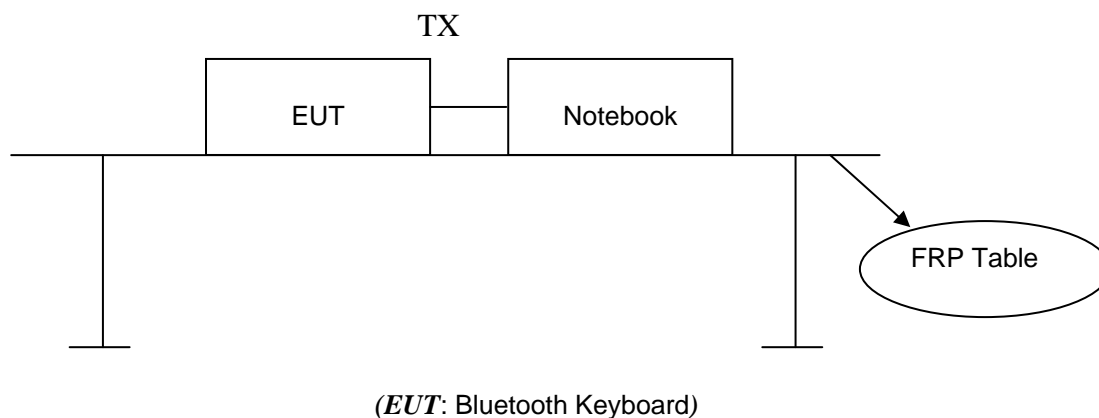 TX
EUT
Notebook
FRP Table
(EUT: Bluetooth Keyboard)